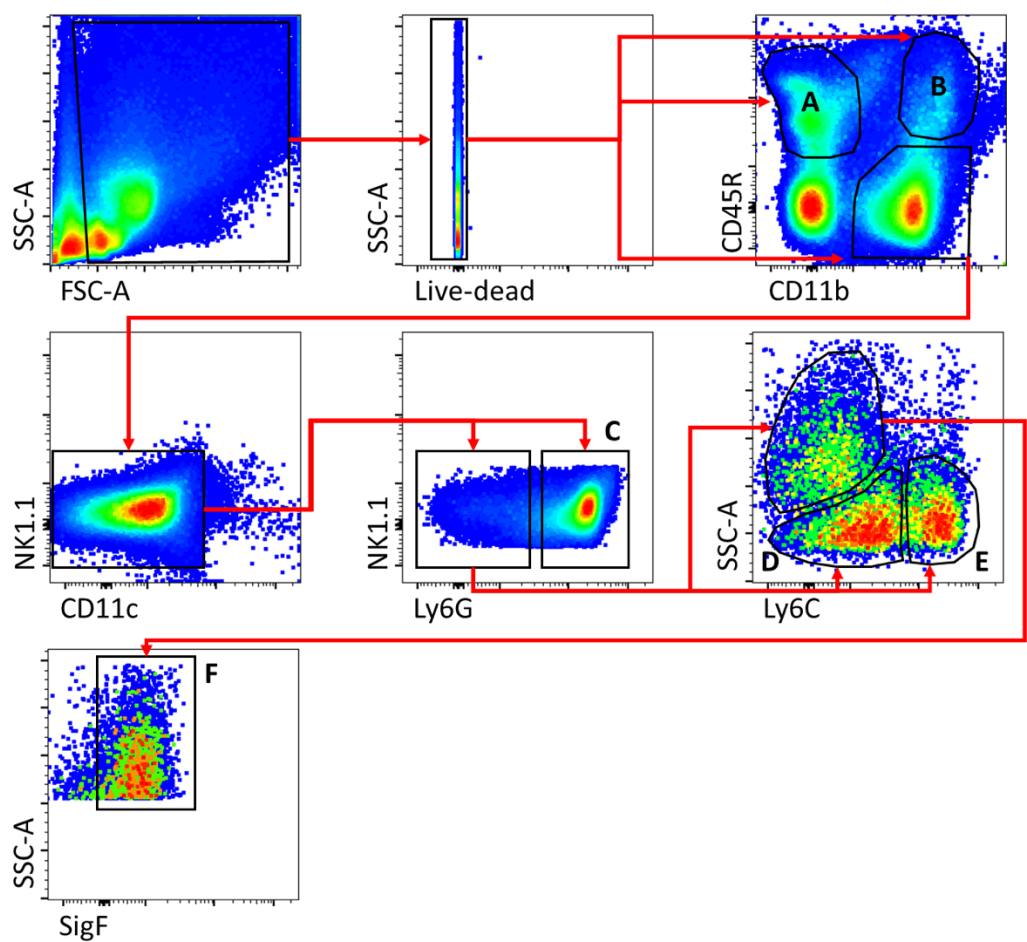 SSC-A
FSC-A
SSC-A
Live-dead
CD45R
A
B
CD11b
NK1.1
CD11c
NK1.1
C
Ly6G
SSC-A
D
E
Ly6C
SSC-A
F
SigF